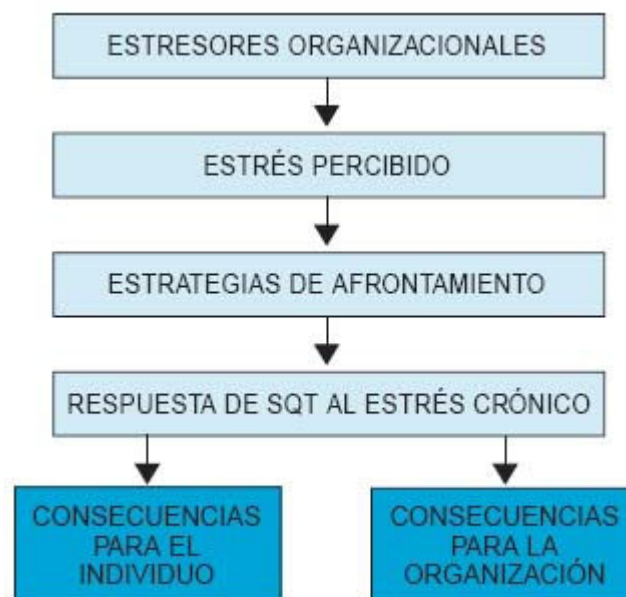 ESTRESORES ORGANIZACIONALES
ESTRÉS PERCIBIDO
ESTRATEGIAS DE AFRONTAMIENTO
RESPUESTA DE SQT AL ESTRÉS CRÓNICO
CONSECUENCIAS
PARA EL
INDIVIDUO
CONSECUENCIAS
PARA LA
ORGANIZACIÓN